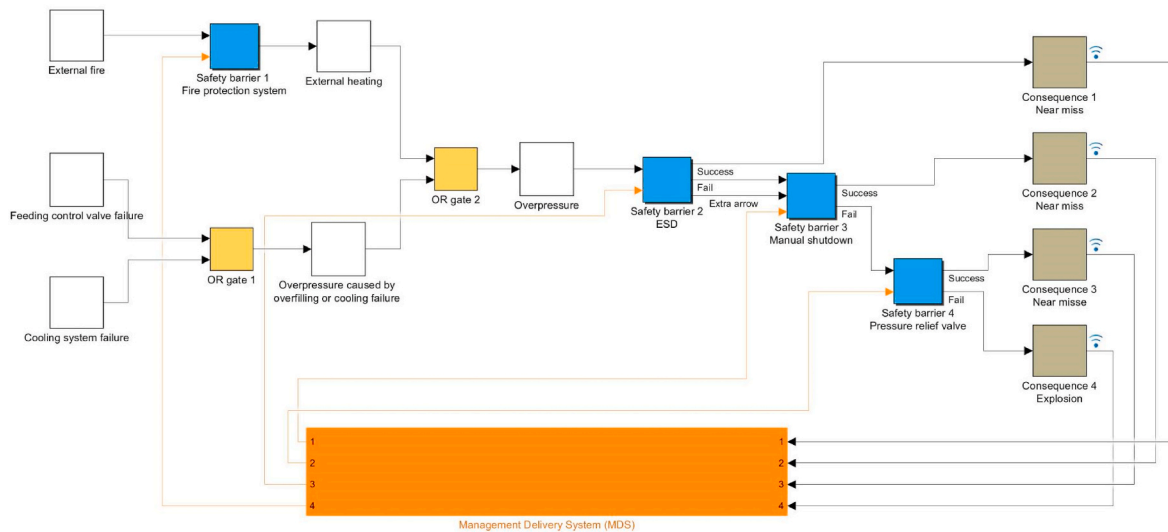 External fire
Safety barrier 1
Fire protection system
External heating
Consequence 1
Near miss
Feeding control valve failure
OR gate 2
Overpressure
Success
Fail
Extra arrow
Safety barrier 2
ESD
Success
Fail
Safety barrier 3
Manual shutdown
Consequence 2
Near miss
Cooling system failure
OR gate 1
Overpressure caused by
overfilling or cooling failure
Success
Fail
Safety barrier 4
Pressure relief valve
Consequence 3
Near misse
Consequence 4
Explosion
1
2
3
4
1
2
3
4
Management Delivery System (MDS)